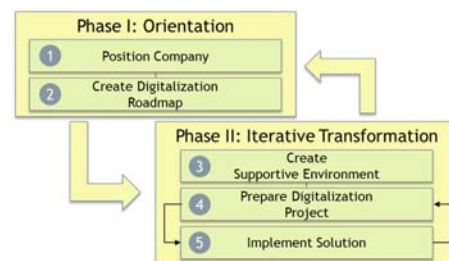 Phase I: Orientation
1 Position Company
2 Create Digitalization
Roadmap
Phase II: Iterative Transformation
3 Create
Supportive Environment
4 Prepare Digitalization
Project
5 Implement Solution